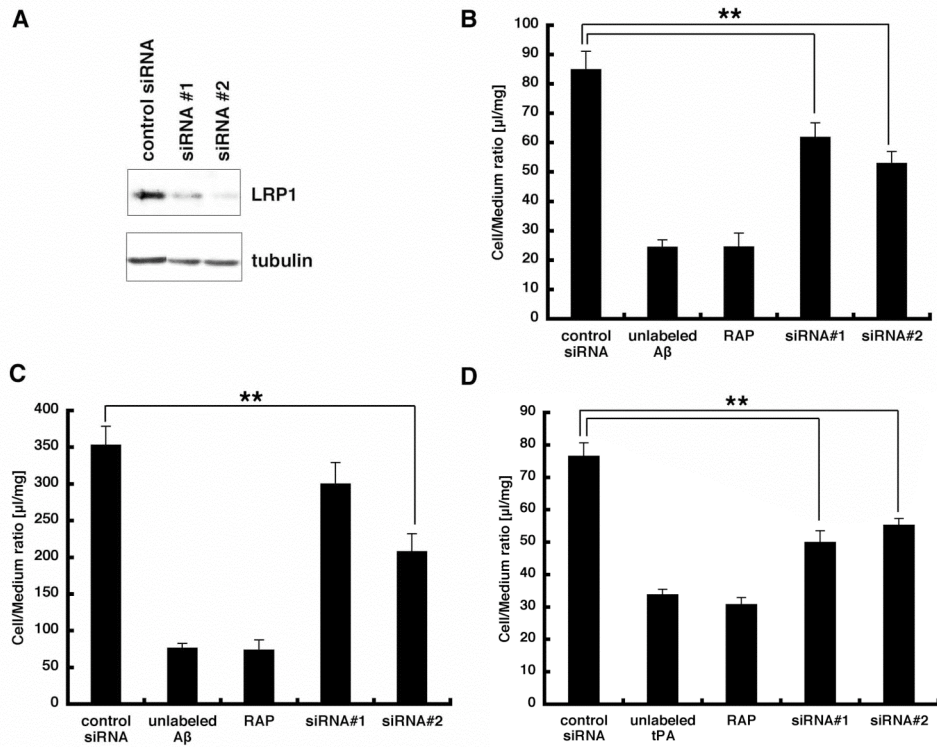 A
control siRNA
siRNA #1
siRNA #2
LRP1
tubulin
B
**
Cell/Medium ratio [µl/mg]
100
90
80
70
60
50
40
30
20
10
0
control
siRNA
unlabeled
Aβ
RAP
siRNA#1
siRNA#2
C
**
Cell/Medium ratio [µl/mg]
400
350
300
250
200
150
100
50
0
control
siRNA
unlabeled
Aβ
RAP
siRNA#1
siRNA#2
D
**
Cell/Medium ratio [µl/mg]
90
80
70
60
50
40
30
20
10
0
control
siRNA
unlabeled
tPA
RAP
siRNA#1
siRNA#2